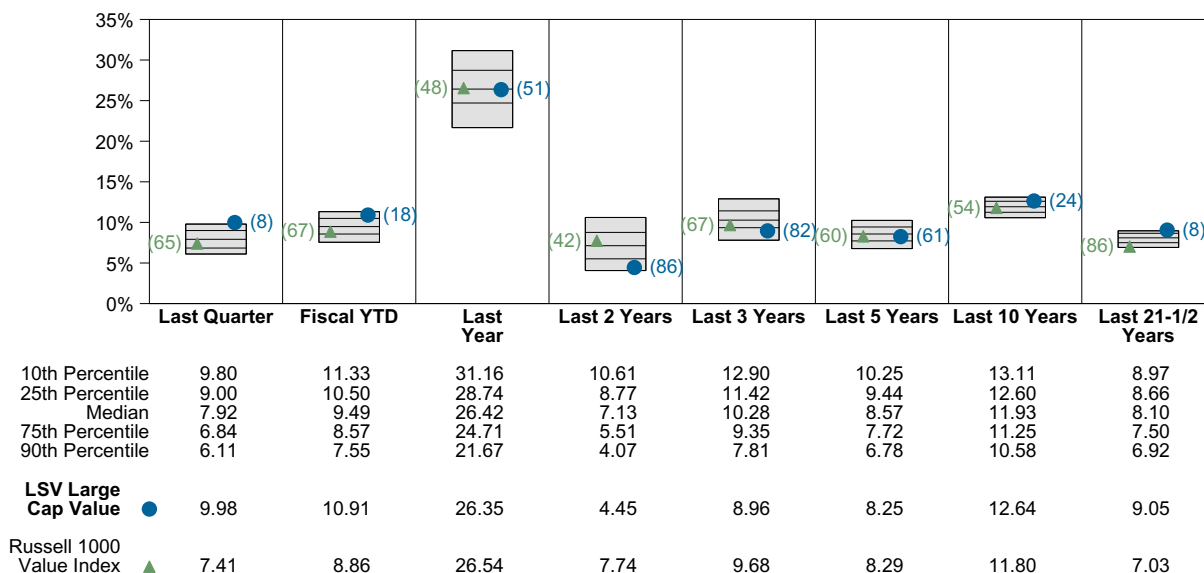 35%
30%
25%
20%
15%
10%
5%
0%
(65) (8)
(67) (18)
(48) (51)
(42) (86)
(67) (82)
(60) (61)
(54) (24)
(86) (8)
Last Quarter Fiscal YTD Last Year Last 2 Years Last 3 Years Last 5 Years Last 10 Years Last 21-1/2 Years
10th Percentile 9.80 11.33 31.16 10.61 12.90 10.25 13.11 8.97
25th Percentile 9.00 10.50 28.74 8.77 11.42 9.44 12.60 8.66
Median 7.92 9.49 26.42 7.13 10.28 8.57 11.93 8.10
75th Percentile 6.84 8.57 24.71 5.51 9.35 7.72 11.25 7.50
90th Percentile 6.11 7.55 21.67 4.07 7.81 6.78 10.58 6.92
LSV Large
Cap Value 9.98 10.91 26.35 4.45 8.96 8.25 12.64 9.05
Russell 1000
Value Index 7.41 8.86 26.54 7.74 9.68 8.29 11.80 7.03